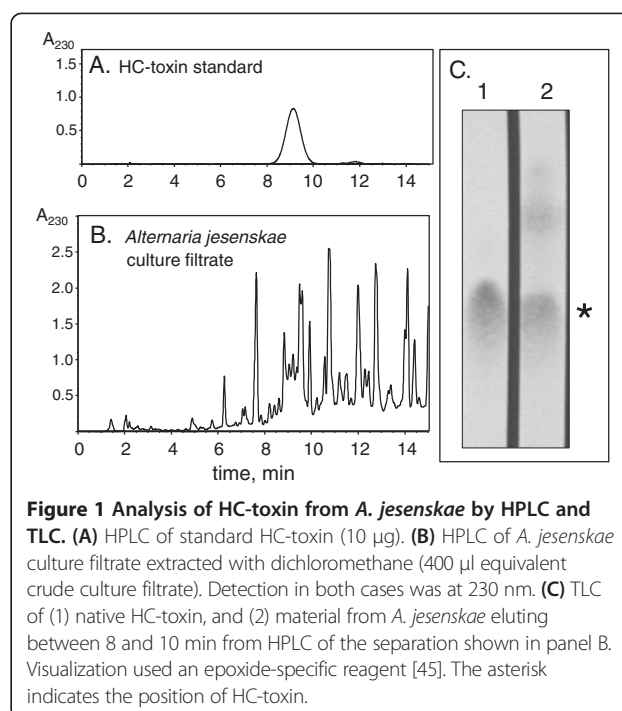 A230
A. HC-toxin standard
1.5
1.0
0.5
0 2 4 6 8 10 12 14
A230
B. Alternaria jesenskae
culture filtrate
2.5
2.0
1.5
1.0
0.5
0 2 4 6 8 10 12 14
time, min
C.
1 2
*
Figure 1 Analysis of HC-toxin from A. jesenskae by HPLC and
TLC. (A) HPLC of standard HC-toxin (10 μg). (B) HPLC of A. jesenskae
culture filtrate extracted with dichloromethane (400 μl equivalent
crude culture filtrate). Detection in both cases was at 230 nm. (C) TLC
of (1) native HC-toxin, and (2) material from A. jesenskae eluting
between 8 and 10 min from HPLC of the separation shown in panel B.
Visualization used an epoxide-specific reagent [45]. The asterisk
indicates the position of HC-toxin.